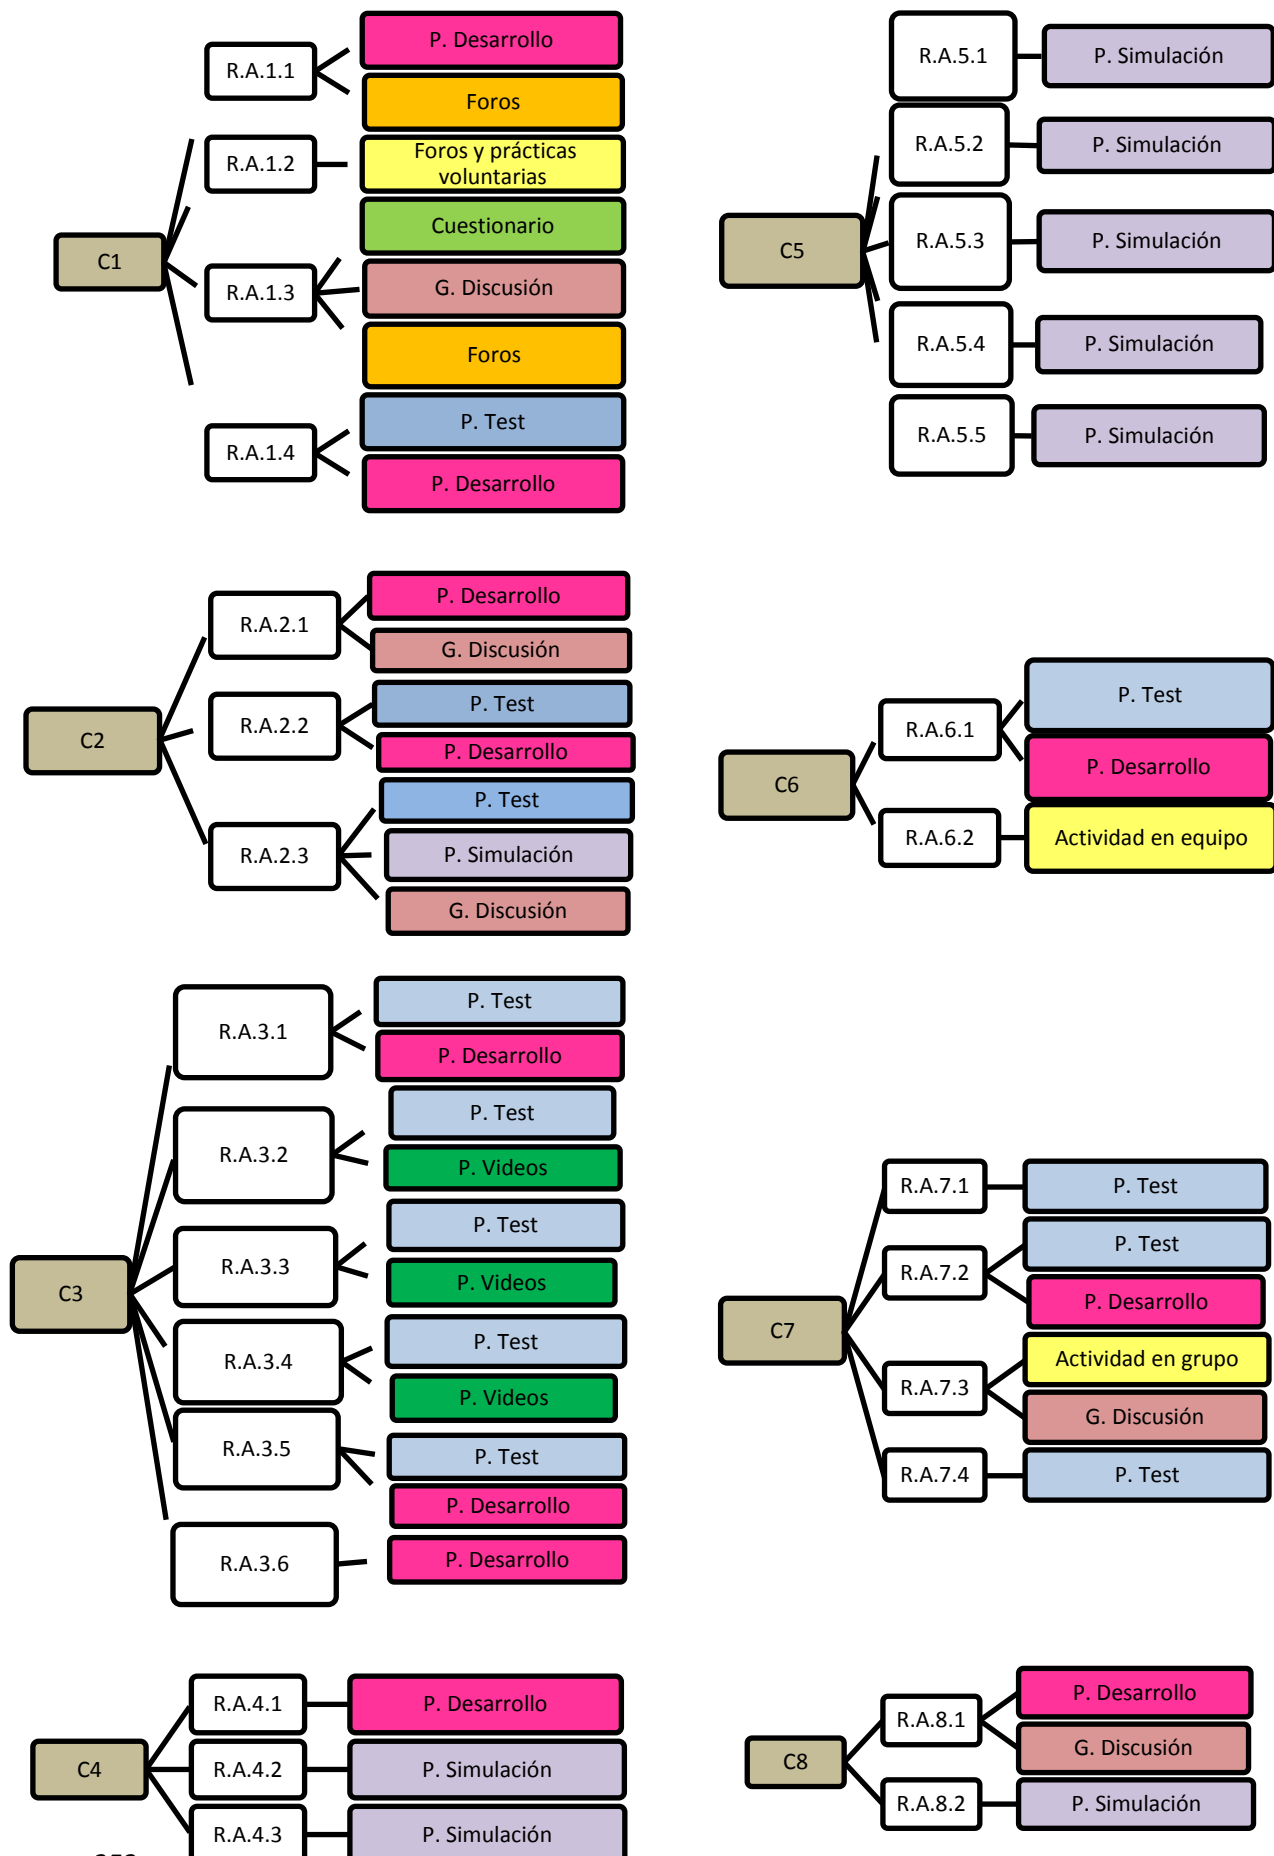 C1
R.A.1.1
P. Desarrollo
Foros
R.A.1.2
Foros y prácticas
voluntarias
R.A.1.3
Cuestionario
G. Discusión
Foros
R.A.1.4
P. Test
P. Desarrollo
C2
R.A.2.1
P. Desarrollo
G. Discusión
R.A.2.2
P. Test
P. Desarrollo
R.A.2.3
P. Test
P. Simulación
G. Discusión
C3
R.A.3.1
P. Test
P. Desarrollo
R.A.3.2
P. Test
P. Videos
R.A.3.3
P. Test
P. Videos
R.A.3.4
P. Test
P. Videos
R.A.3.5
P. Test
P. Desarrollo
R.A.3.6
P. Desarrollo
C4
R.A.4.1
P. Desarrollo
R.A.4.2
P. Simulación
R.A.4.3
P. Simulación
C5
R.A.5.1
P. Simulación
R.A.5.2
P. Simulación
R.A.5.3
P. Simulación
R.A.5.4
P. Simulación
R.A.5.5
P. Simulación
C6
R.A.6.1
P. Test
P. Desarrollo
R.A.6.2
Actividad en equipo
C7
R.A.7.1
P. Test
R.A.7.2
P. Test
P. Desarrollo
R.A.7.3
Actividad en grupo
G. Discusión
R.A.7.4
P. Test
C8
R.A.8.1
P. Desarrollo
G. Discusión
R.A.8.2
P. Simulación